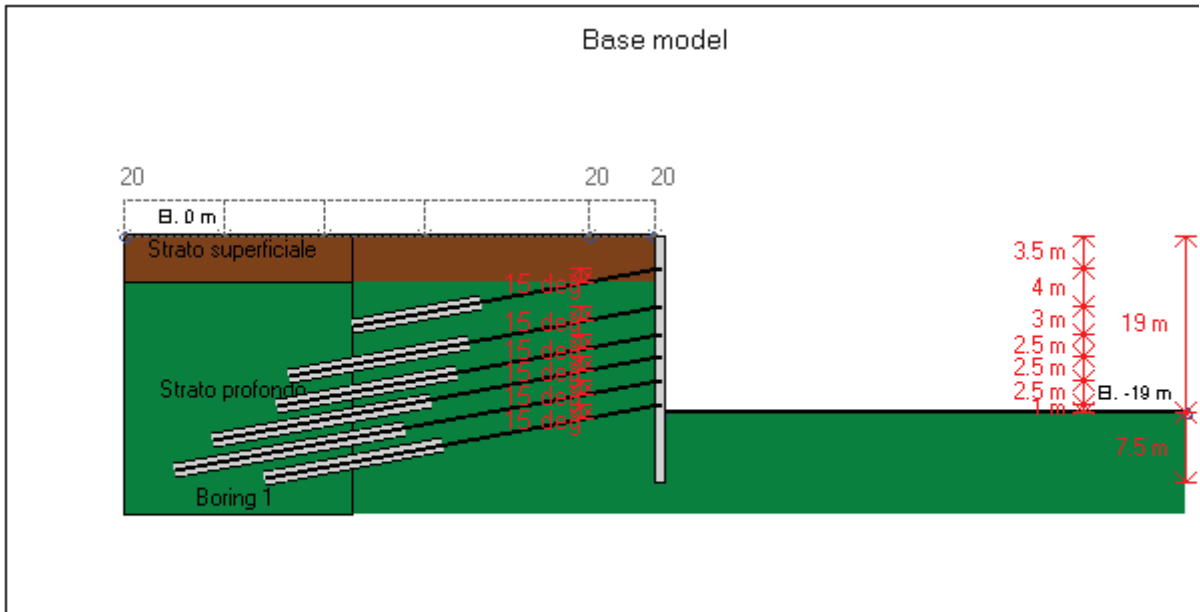 Base model
20
20
20
El. 0 m
Strato superficiale
3.5 m
15 deg
4 m
15 deg
3 m
19 m
15 deg
2.5 m
15 deg
2.5 m
Strato profondo
15 deg
2.5 m
El. -19 m
1 m
15 deg
7.5 m
Boring 1